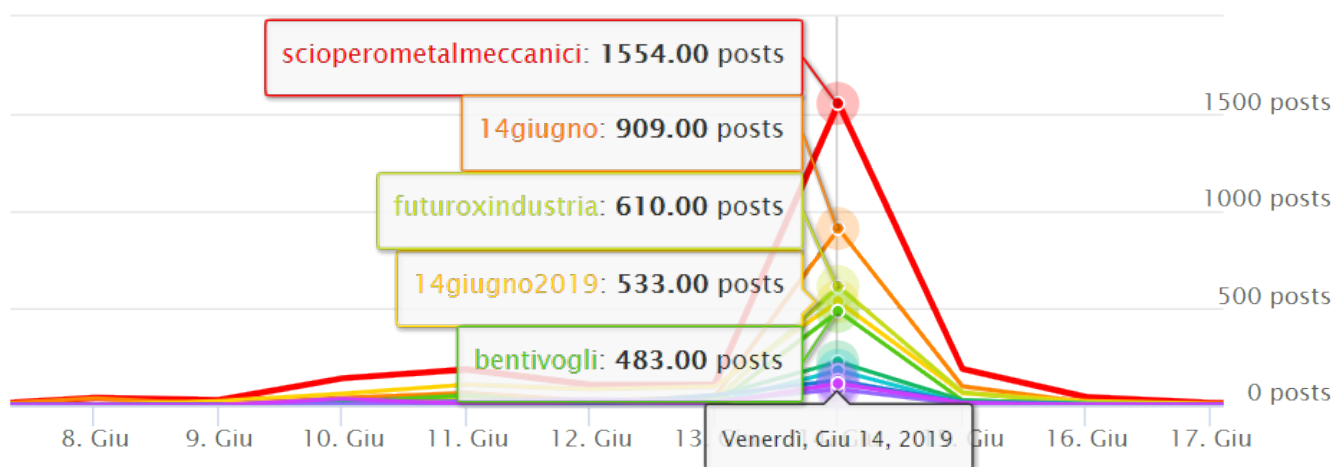 scioperometalmeccanici: 1554.00 posts
14giugno: 909.00 posts
futuroxindustria: 610.00 posts
14giugno2019: 533.00 posts
bentivogli: 483.00 posts
1500 posts
1000 posts
500 posts
0 posts
8. Giu 9. Giu 10. Giu 11. Giu 12. Giu 13. Giu 16. Giu 17. Giu
Venerdì, Giu 14, 2019